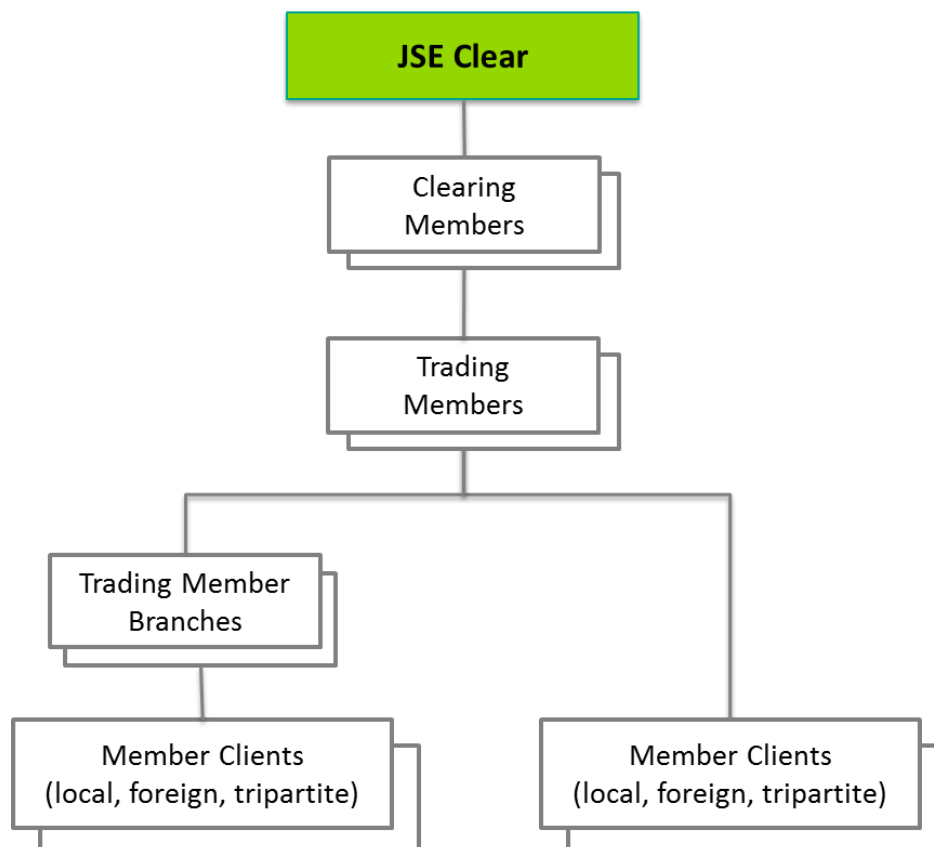 JSE Clear
Clearing
Members
Trading
Members
Trading Member
Branches
Member Clients
(local, foreign, tripartite)
Member Clients
(local, foreign, tripartite)